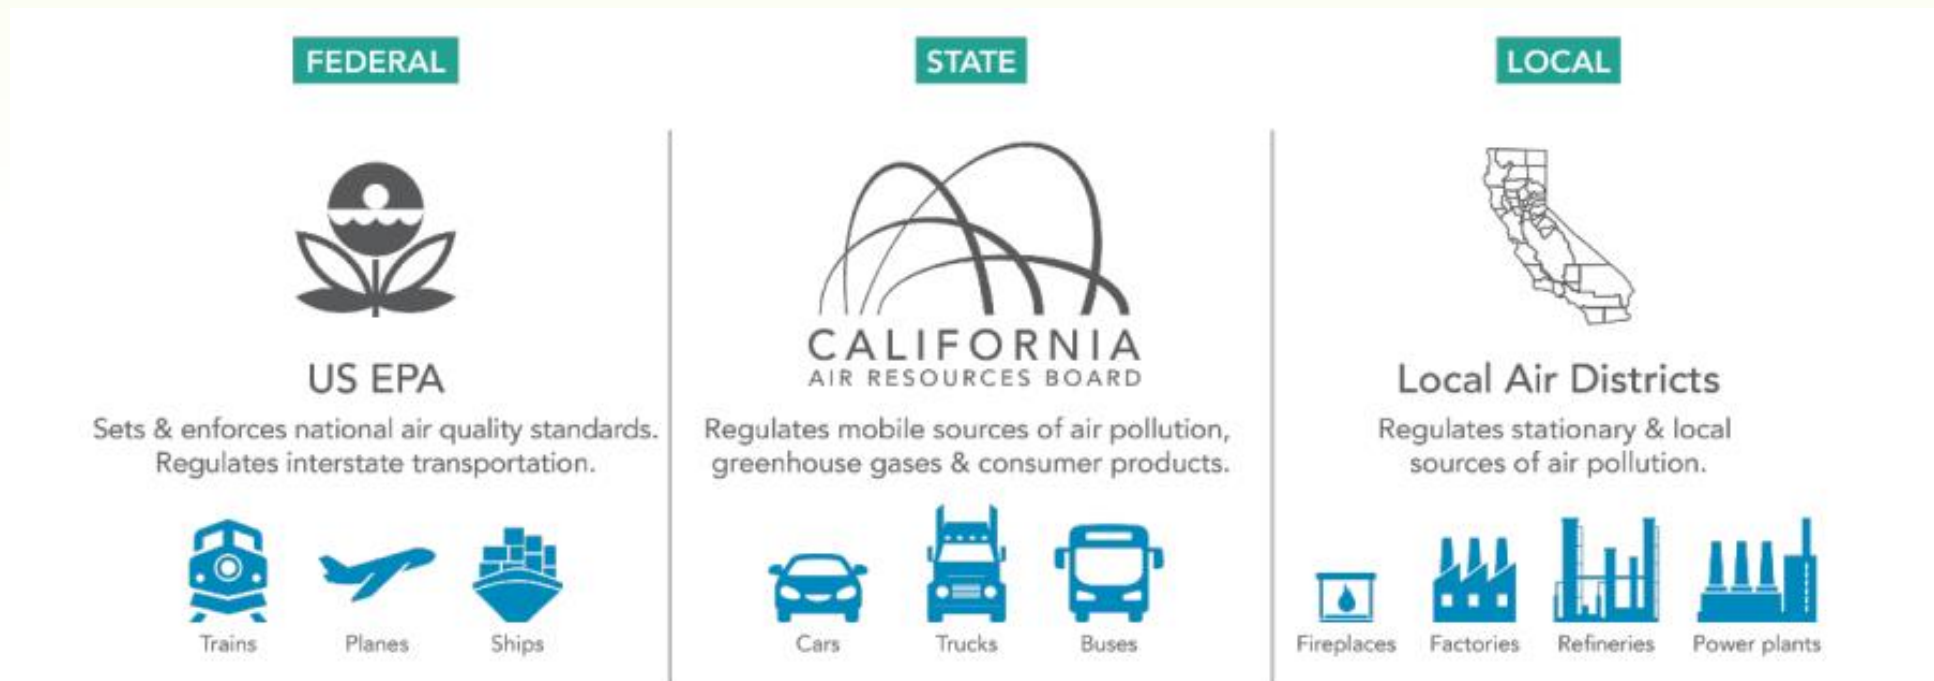 FEDERAL
STATE
LOCAL
US EPA
Sets & enforces national air quality standards.
Regulates interstate transportation.
Trains
Planes
Ships
CALIFORNIA
AIR RESOURCES BOARD
Regulates mobile sources of air pollution,
greenhouse gases & consumer products.
Cars
Trucks
Buses
Local Air Districts
Regulates stationary & local
sources of air pollution.
Fireplaces
Factories
Refineries
Power plants